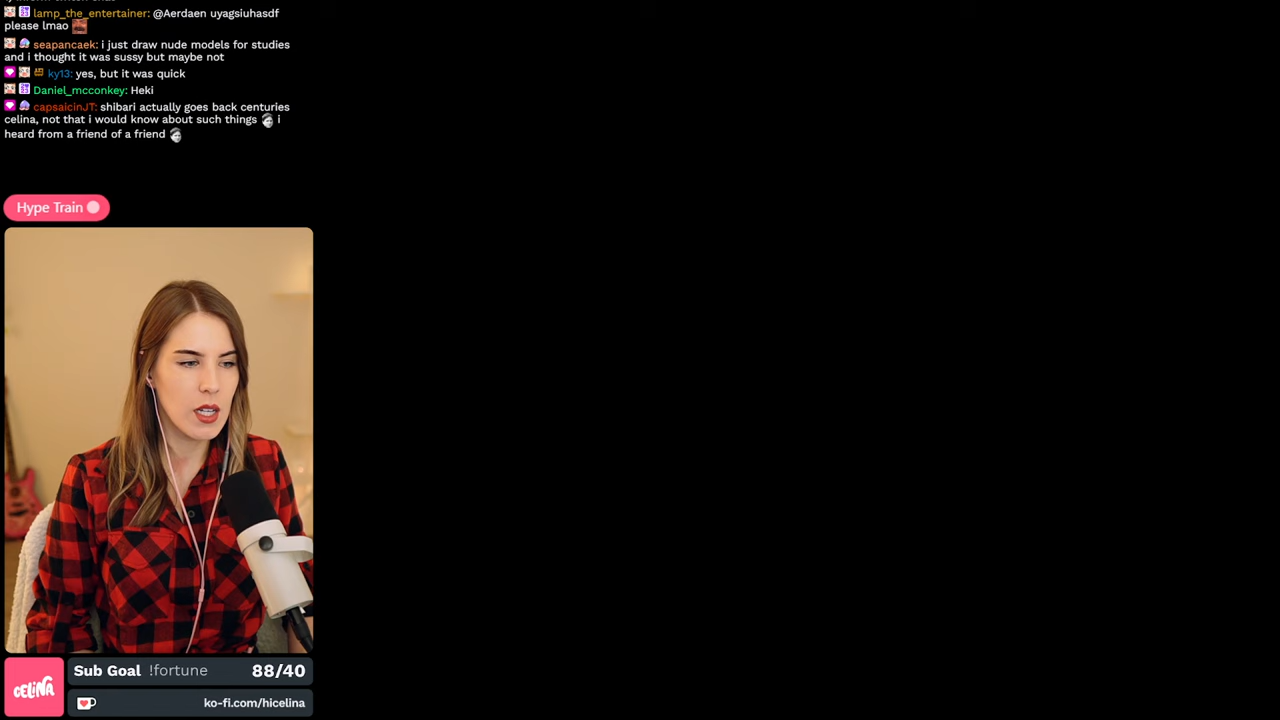 lamp_the_entertainer: @Aerdaen uyagsiuhasdf
please lmao
seapancaek: i just draw nude models for studies
and i thought it was sussy but maybe not
ky13: yes, but it was quick
Daniel_mcconkey: Heki
capsaicinJT: shibari actually goes back centuries
celina, not that i would know about such things i
heard from a friend of a friend
Hype Train
CELINA
Sub Goal !fortune 88/40
ko-fi.com/hicelina